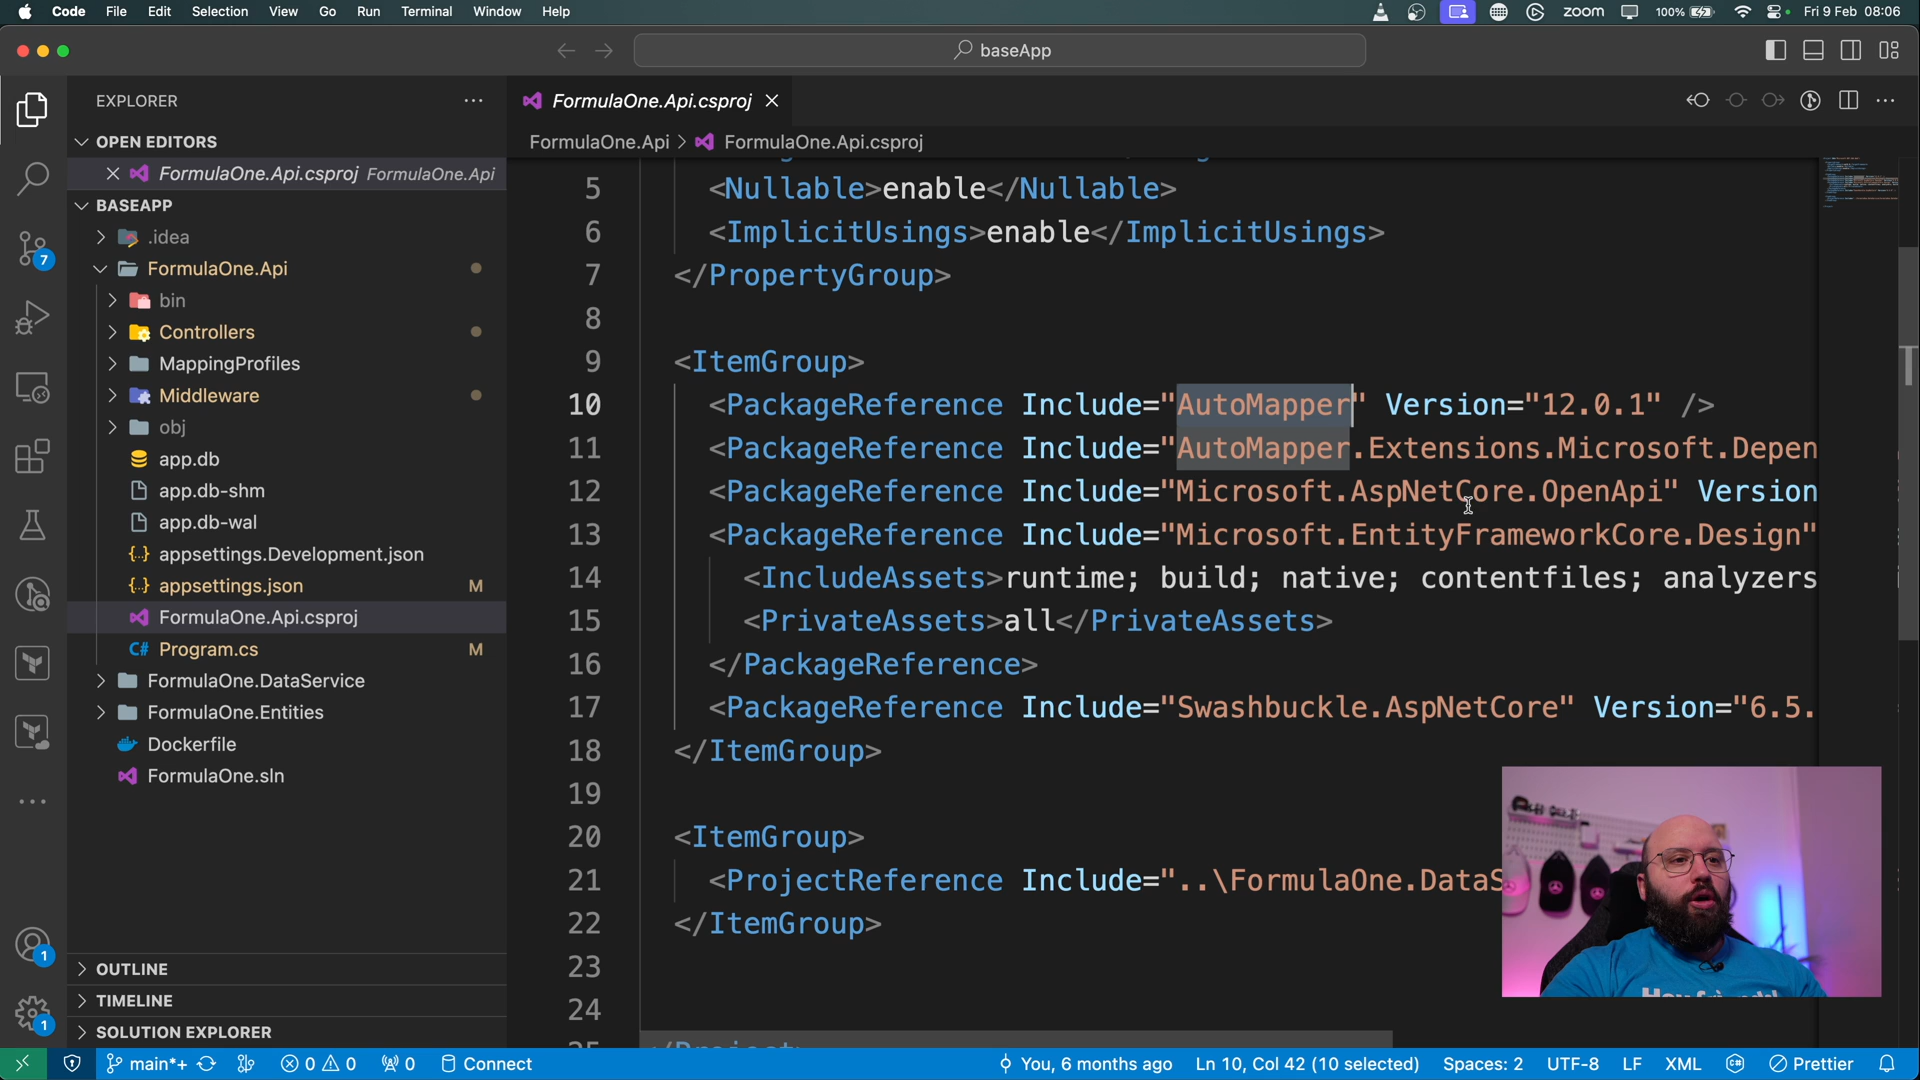 Code File Edit Selection View Go Run Terminal Window Help
zoom 100% Fri 9 Feb 08:06
baseApp
EXPLORER
FormulaOne.Api.csproj
OPEN EDITORS
FormulaOne.Api > FormulaOne.Api.csproj
FormulaOne.Api.csproj FormulaOne.Api
BASEAPP
.idea
FormulaOne.Api
bin
Controllers
MappingProfiles
Middleware
obj
app.db
app.db-shm
app.db-wal
appsettings.Development.json
appsettings.json M
FormulaOne.Api.csproj
Program.cs M
FormulaOne.DataService
FormulaOne.Entities
Dockerfile
FormulaOne.sln
OUTLINE
TIMELINE
SOLUTION EXPLORER
7
1
1
5 <Nullable>enable</Nullable>
6 <ImplicitUsings>enable</ImplicitUsings>
7 </PropertyGroup>
8
9 <ItemGroup>
10 <PackageReference Include="AutoMapper" Version="12.0.1" />
11 <PackageReference Include="AutoMapper.Extensions.Microsoft.Depen
12 <PackageReference Include="Microsoft.AspNetCore.OpenApi" Version
13 <PackageReference Include="Microsoft.EntityFrameworkCore.Design"
14 <IncludeAssets>runtime; build; native; contentfiles; analyzers
15 <PrivateAssets>all</PrivateAssets>
16 </PackageReference>
17 <PackageReference Include="Swashbuckle.AspNetCore" Version="6.5.
18 </ItemGroup>
19
20 <ItemGroup>
21 <ProjectReference Include="..\FormulaOne.DataS
22 </ItemGroup>
23
24
main*+ 0 0 0 Connect You, 6 months ago Ln 10, Col 42 (10 selected) Spaces: 2 UTF-8 LF XML Prettier